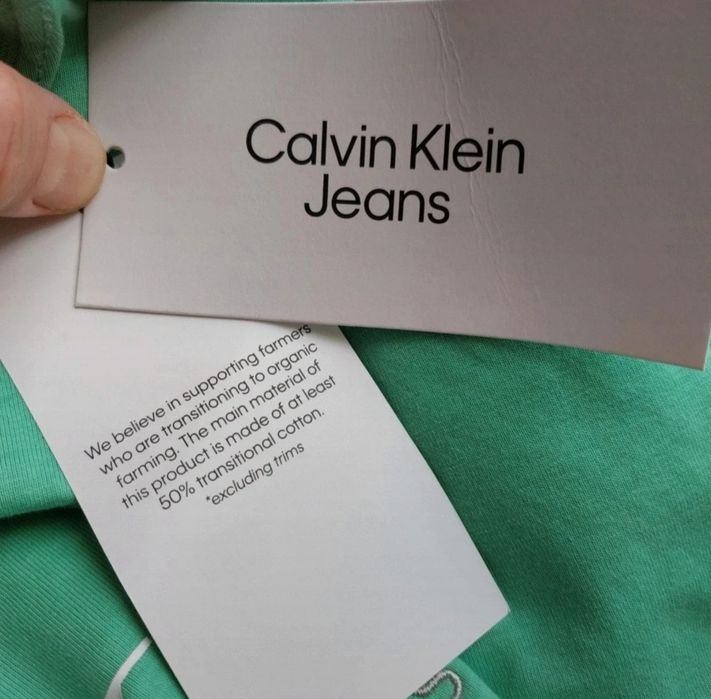 Calvin Klein
Jeans
We believe in supporting farmers
who are transitioning to organic
farming. The main material of
this product is made of at least
50% transitional cotton.
*excluding trims